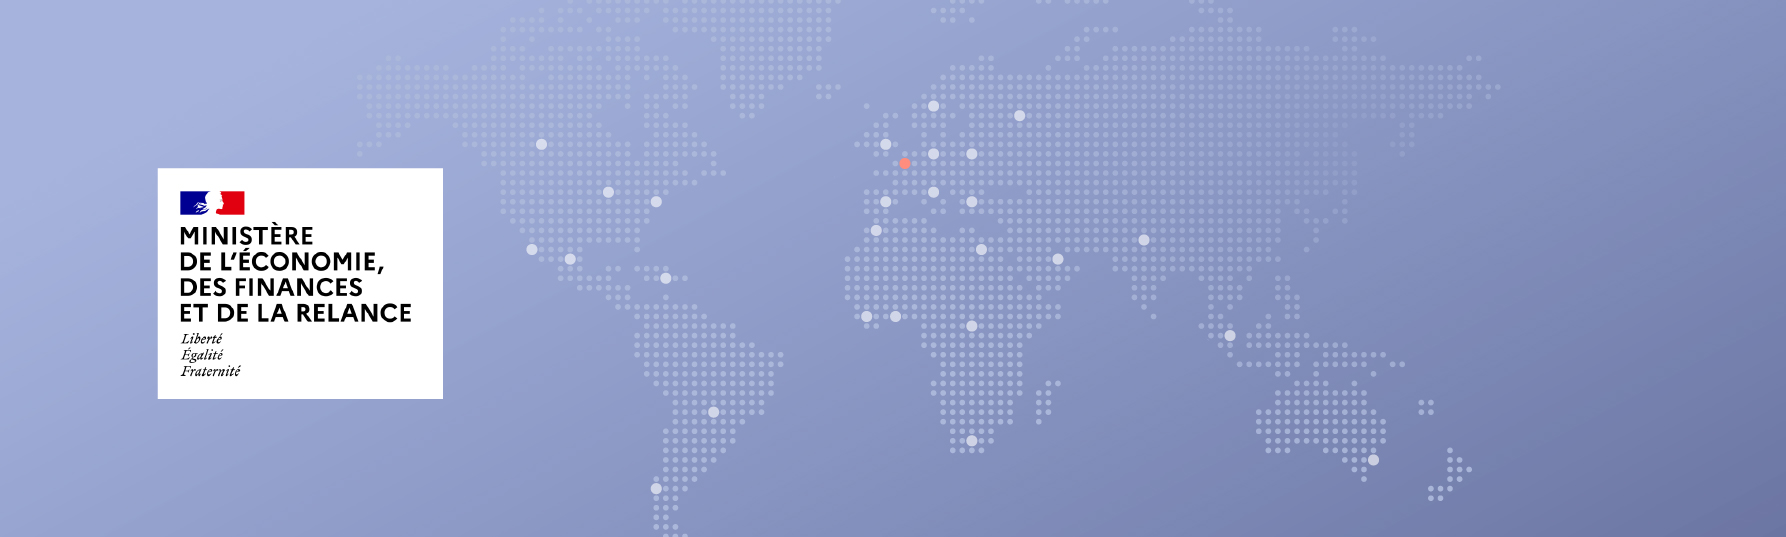 MINISTÈRE
DE L'ÉCONOMIE,
DES FINANCES
ET DE LA RELANCE
Liberté
Égalité
Fraternité